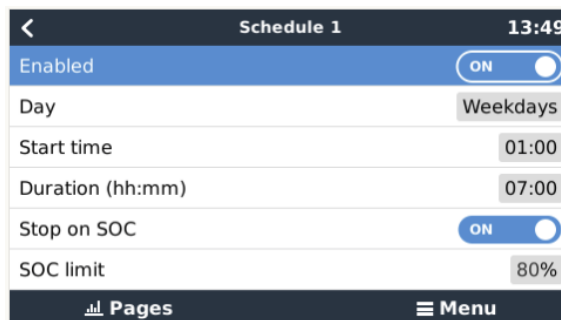 Schedule 1 13:49
Enabled ON
Day Weekdays
Start time 01:00
Duration (hh:mm) 07:00
Stop on SOC ON
SOC limit 80%
Pages Menu